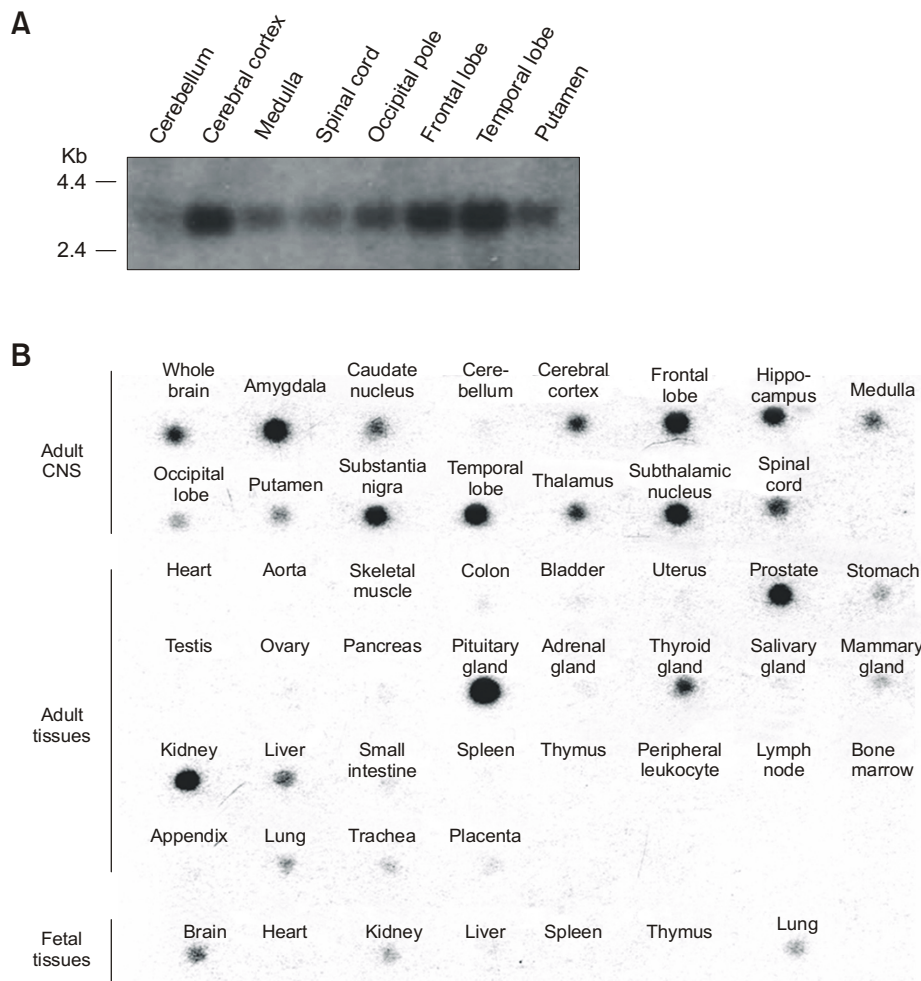 A
Cerebellum
Cerebral cortex
Medulla
Spinal cord
Occipital pole
Frontal lobe
Temporal lobe
Putamen
Kb
4.4
2.4
B
Adult
CNS
Whole
brain
Amygdala
Caudate
nucleus
Cere-
bellum
Cerebral
cortex
Frontal
lobe
Hippo-
campus
Medulla
Occipital
lobe
Putamen
Substantia
nigra
Temporal
lobe
Thalamus
Subthalamic
nucleus
Spinal
cord
Adult
tissues
Heart
Aorta
Skeletal
muscle
Colon
Bladder
Uterus
Prostate
Stomach
Testis
Ovary
Pancreas
Pituitary
gland
Adrenal
gland
Thyroid
gland
Salivary
gland
Mammary
gland
Kidney
Liver
Small
intestine
Spleen
Thymus
Peripheral
leukocyte
Lymph
node
Bone
marrow
Appendix
Lung
Trachea
Placenta
Fetal
tissues
Brain
Heart
Kidney
Liver
Spleen
Thymus
Lung